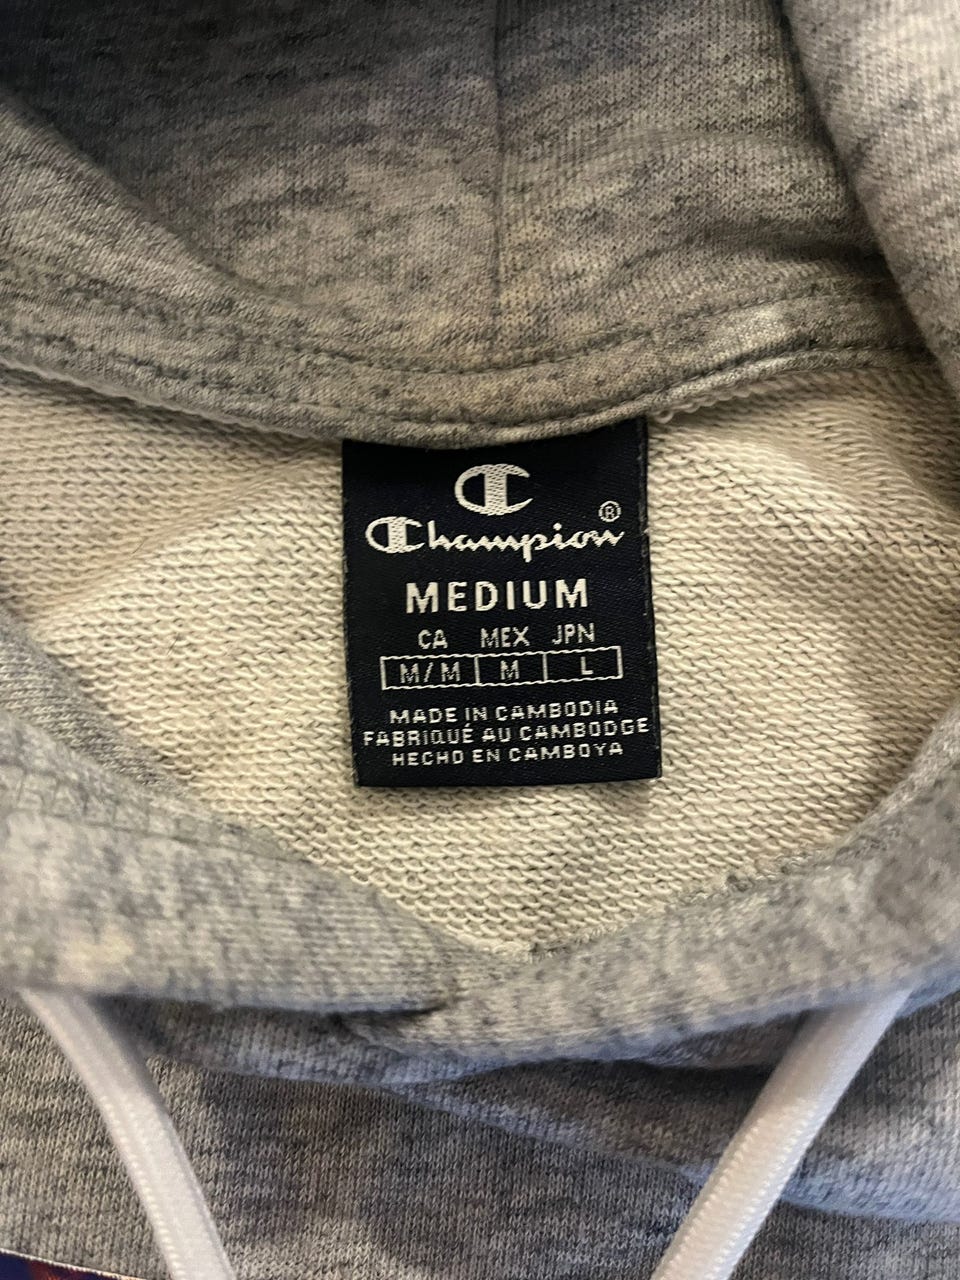 Champion®
MEDIUM
CA MEX JPN
M/M M L
MADE IN CAMBODIA
FABRIQUÉ AU CAMBODGE
HECHO EN CAMBOYA